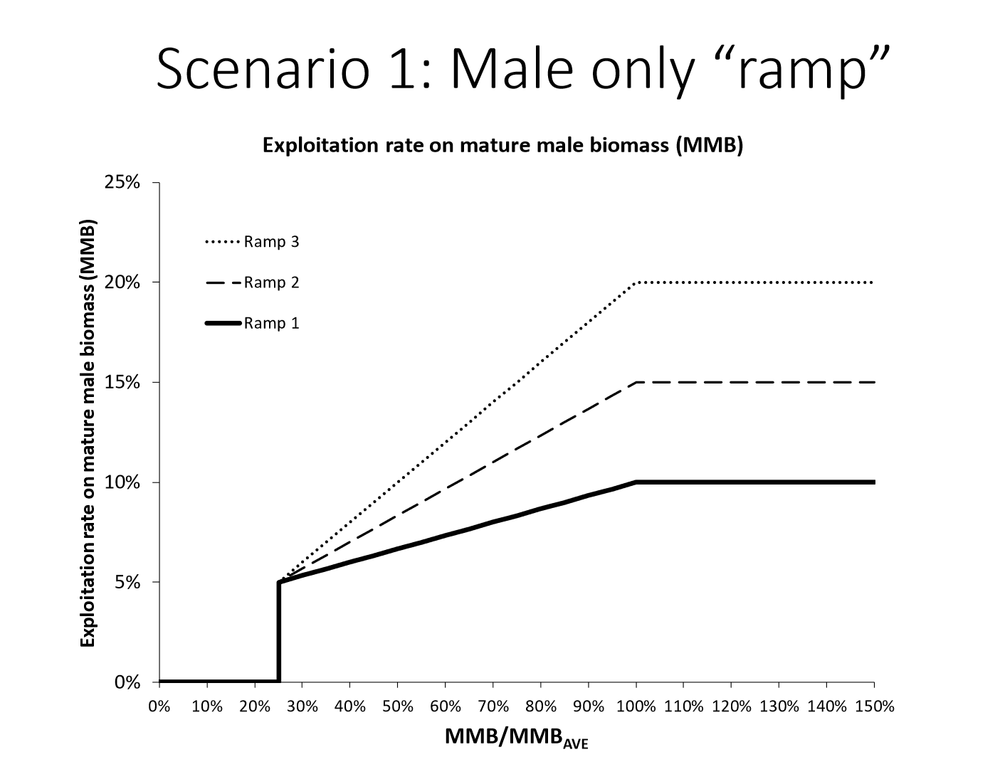 Scenario 1: Male only “ramp”
Exploitation rate on mature male biomass (MMB)
Exploitation rate on mature male biomass (MMB)
25%
20%
15%
10%
5%
0%
Ramp 3
Ramp 2
Ramp 1
0% 10% 20% 30% 40% 50% 60% 70% 80% 90% 100% 110% 120% 130% 140% 150%
MMB/MMBAVE